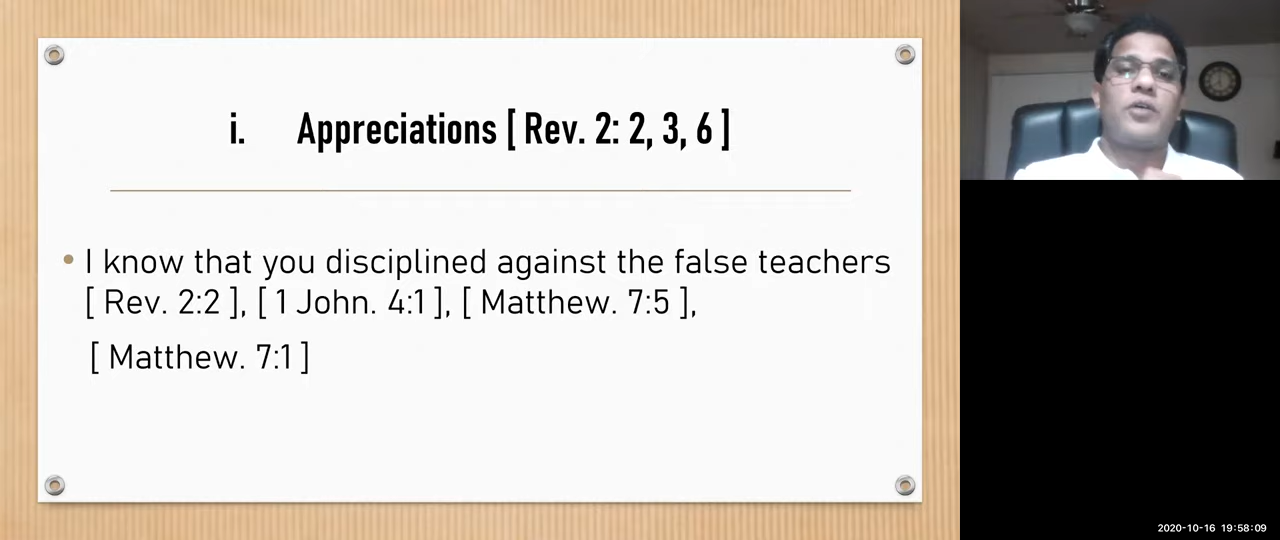 i. Appreciations [ Rev. 2: 2, 3, 6 ]
• I know that you disciplined against the false teachers
[ Rev. 2:2 ], [ 1 John. 4:1 ], [ Matthew. 7:5 ],
[ Matthew. 7:1 ]
2020-10-16 19:58:09